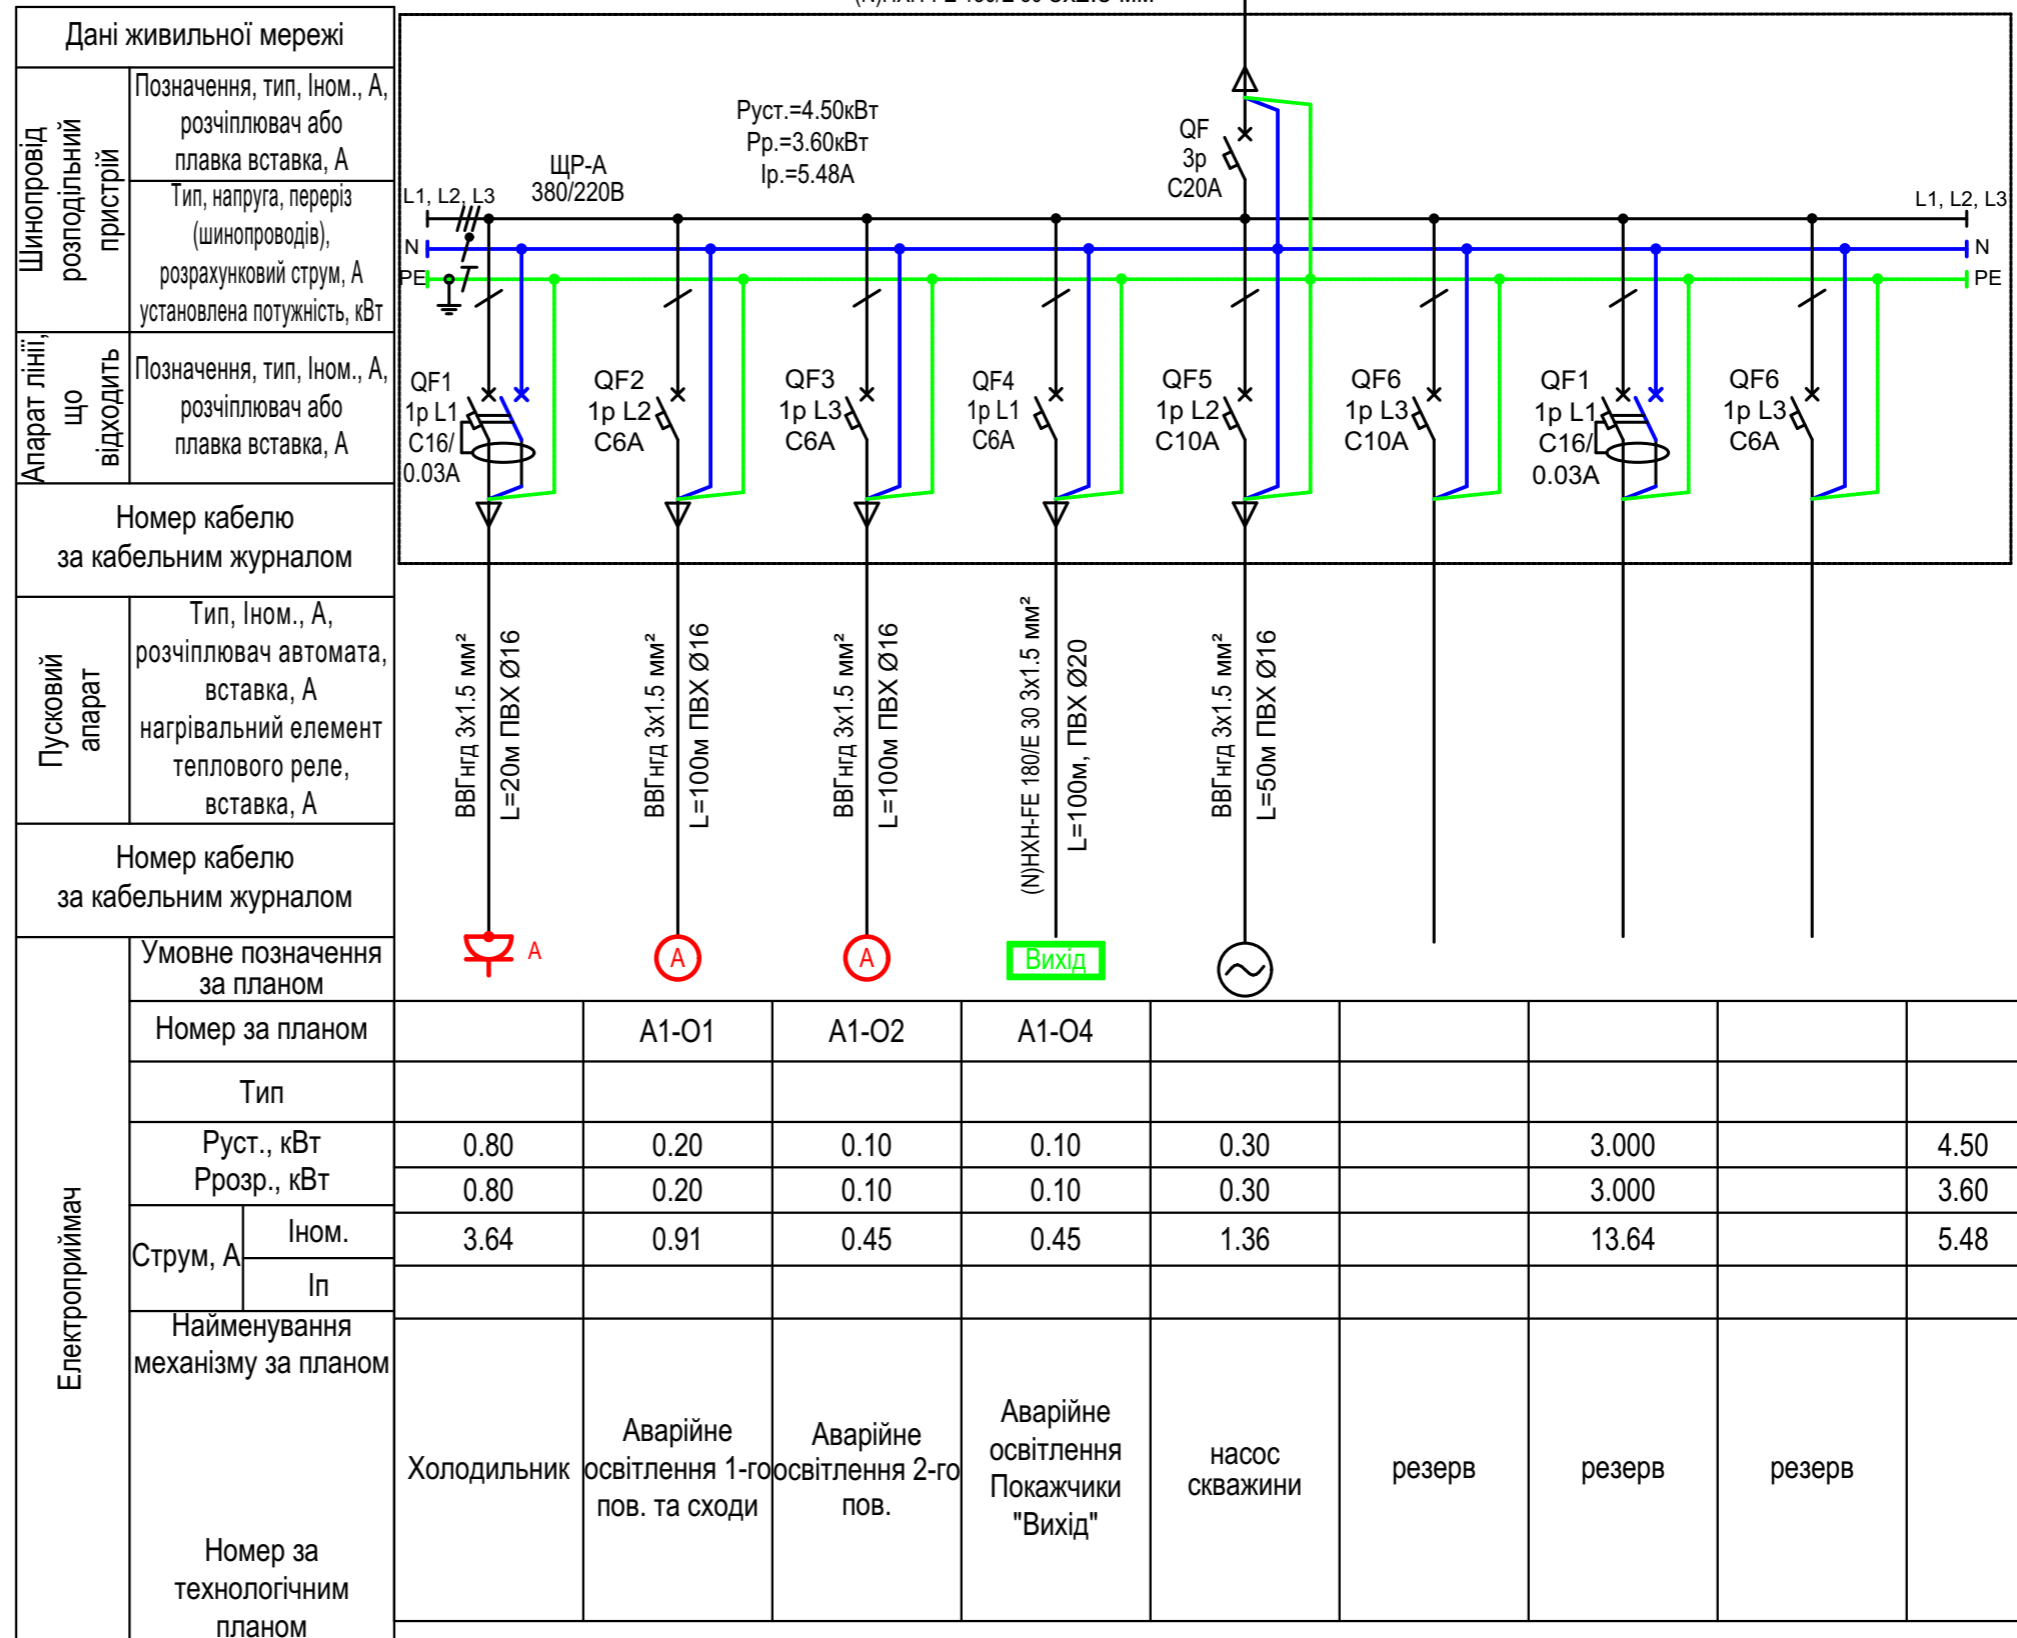 Дані живильної мережі
Шинопровід
розподільний
пристрій
Позначення, тип, Іном., А,
розчіплювач або
плавка вставка, А
Тип, напруга, переріз
(шинопроводів),
розрахунковий струм, А
установлена потужність, кВт
Апарат лінії,
що
відходить
Позначення, тип, Іном., А,
розчіплювач або
плавка вставка, А
Номер кабелю
за кабельним журналом
Пусковий
апарат
Тип, Іном., А,
розчіплювач автомата,
вставка, А
нагрівальний елемент
теплового реле,
вставка, А
Номер кабелю
за кабельним журналом
Руст.=4.50кВт
Рр.=3.60кВт
Ір.=5.48А
ЩР-А
380/220В
QF
3р
C20A
L1, L2, L3
N
PE
L1, L2, L3
N
PE
QF1
1р L1
C16/
0.03A
QF2
1р L2
C6A
QF3
1р L3
C6A
QF4
1р L1
C6A
QF5
1р L2
C10A
QF6
1р L3
C10A
QF1
1р L1
C16/
0.03A
QF6
1р L3
C6A
ВВГнгд 3х1.5 мм²
L=20м ПВХ Ø16
ВВГнгд 3х1.5 мм²
L=100м ПВХ Ø16
ВВГнгд 3х1.5 мм²
L=100м ПВХ Ø16
(N)HXH-FE 180/E 30 3x1.5 мм²
L=100м, ПВХ Ø20
ВВГнгд 3х1.5 мм²
L=50м ПВХ Ø16
Електроприймач
Умовне позначення
за планом
А
А
А
Вихід
Номер за планом
А1-О1
А1-О2
А1-О4
Тип
Руст., кВт
0.80
0.20
0.10
0.10
0.30
3.000
4.50
Ррозр., кВт
0.80
0.20
0.10
0.10
0.30
3.000
3.60
Струм, А
Іном.
3.64
0.91
0.45
0.45
1.36
13.64
5.48
Іп
Найменування
механізму за планом
Номер за
технологічним
планом
Холодильник
Аварійне
освітлення 1-го
пов. та сходи
Аварійне
освітлення 2-го
пов.
Аварійне
освітлення
Покажчики
"Вихід"
насос
скважини
резерв
резерв
резерв